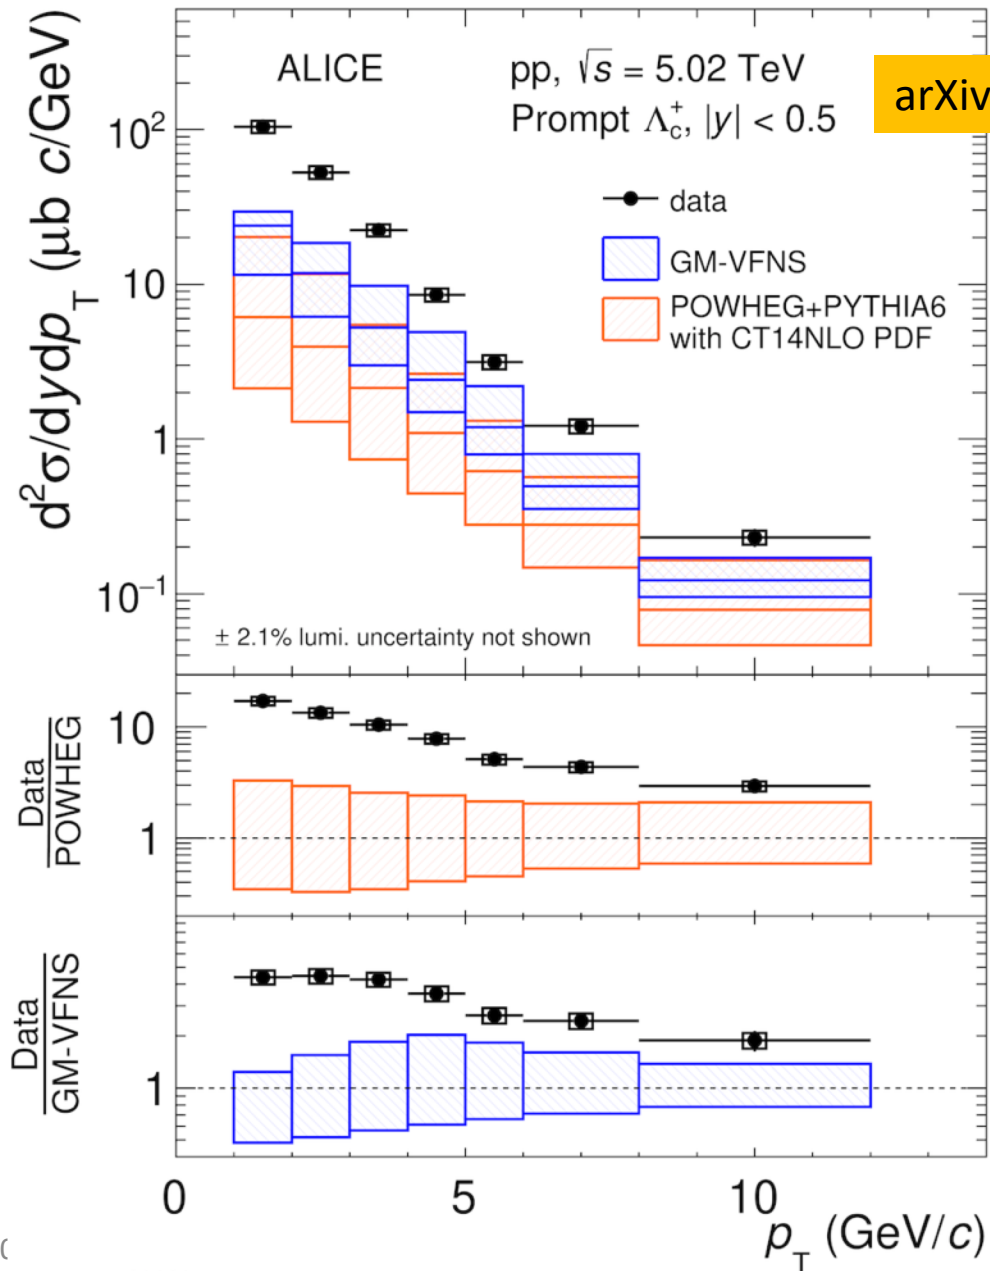 ALICE
pp, √s = 5.02 TeV
Prompt Λc+, |y| < 0.5
arXiv
data
GM-VFNS
POWHEG+PYTHIA6
with CT14NLO PDF
± 2.1% lumi. uncertainty not shown
d²σ/dydpT (μb c/GeV)
10²
10
1
10⁻¹
Data
POWHEG
10
1
Data
GM-VFNS
1
0 5 10
pT (GeV/c)